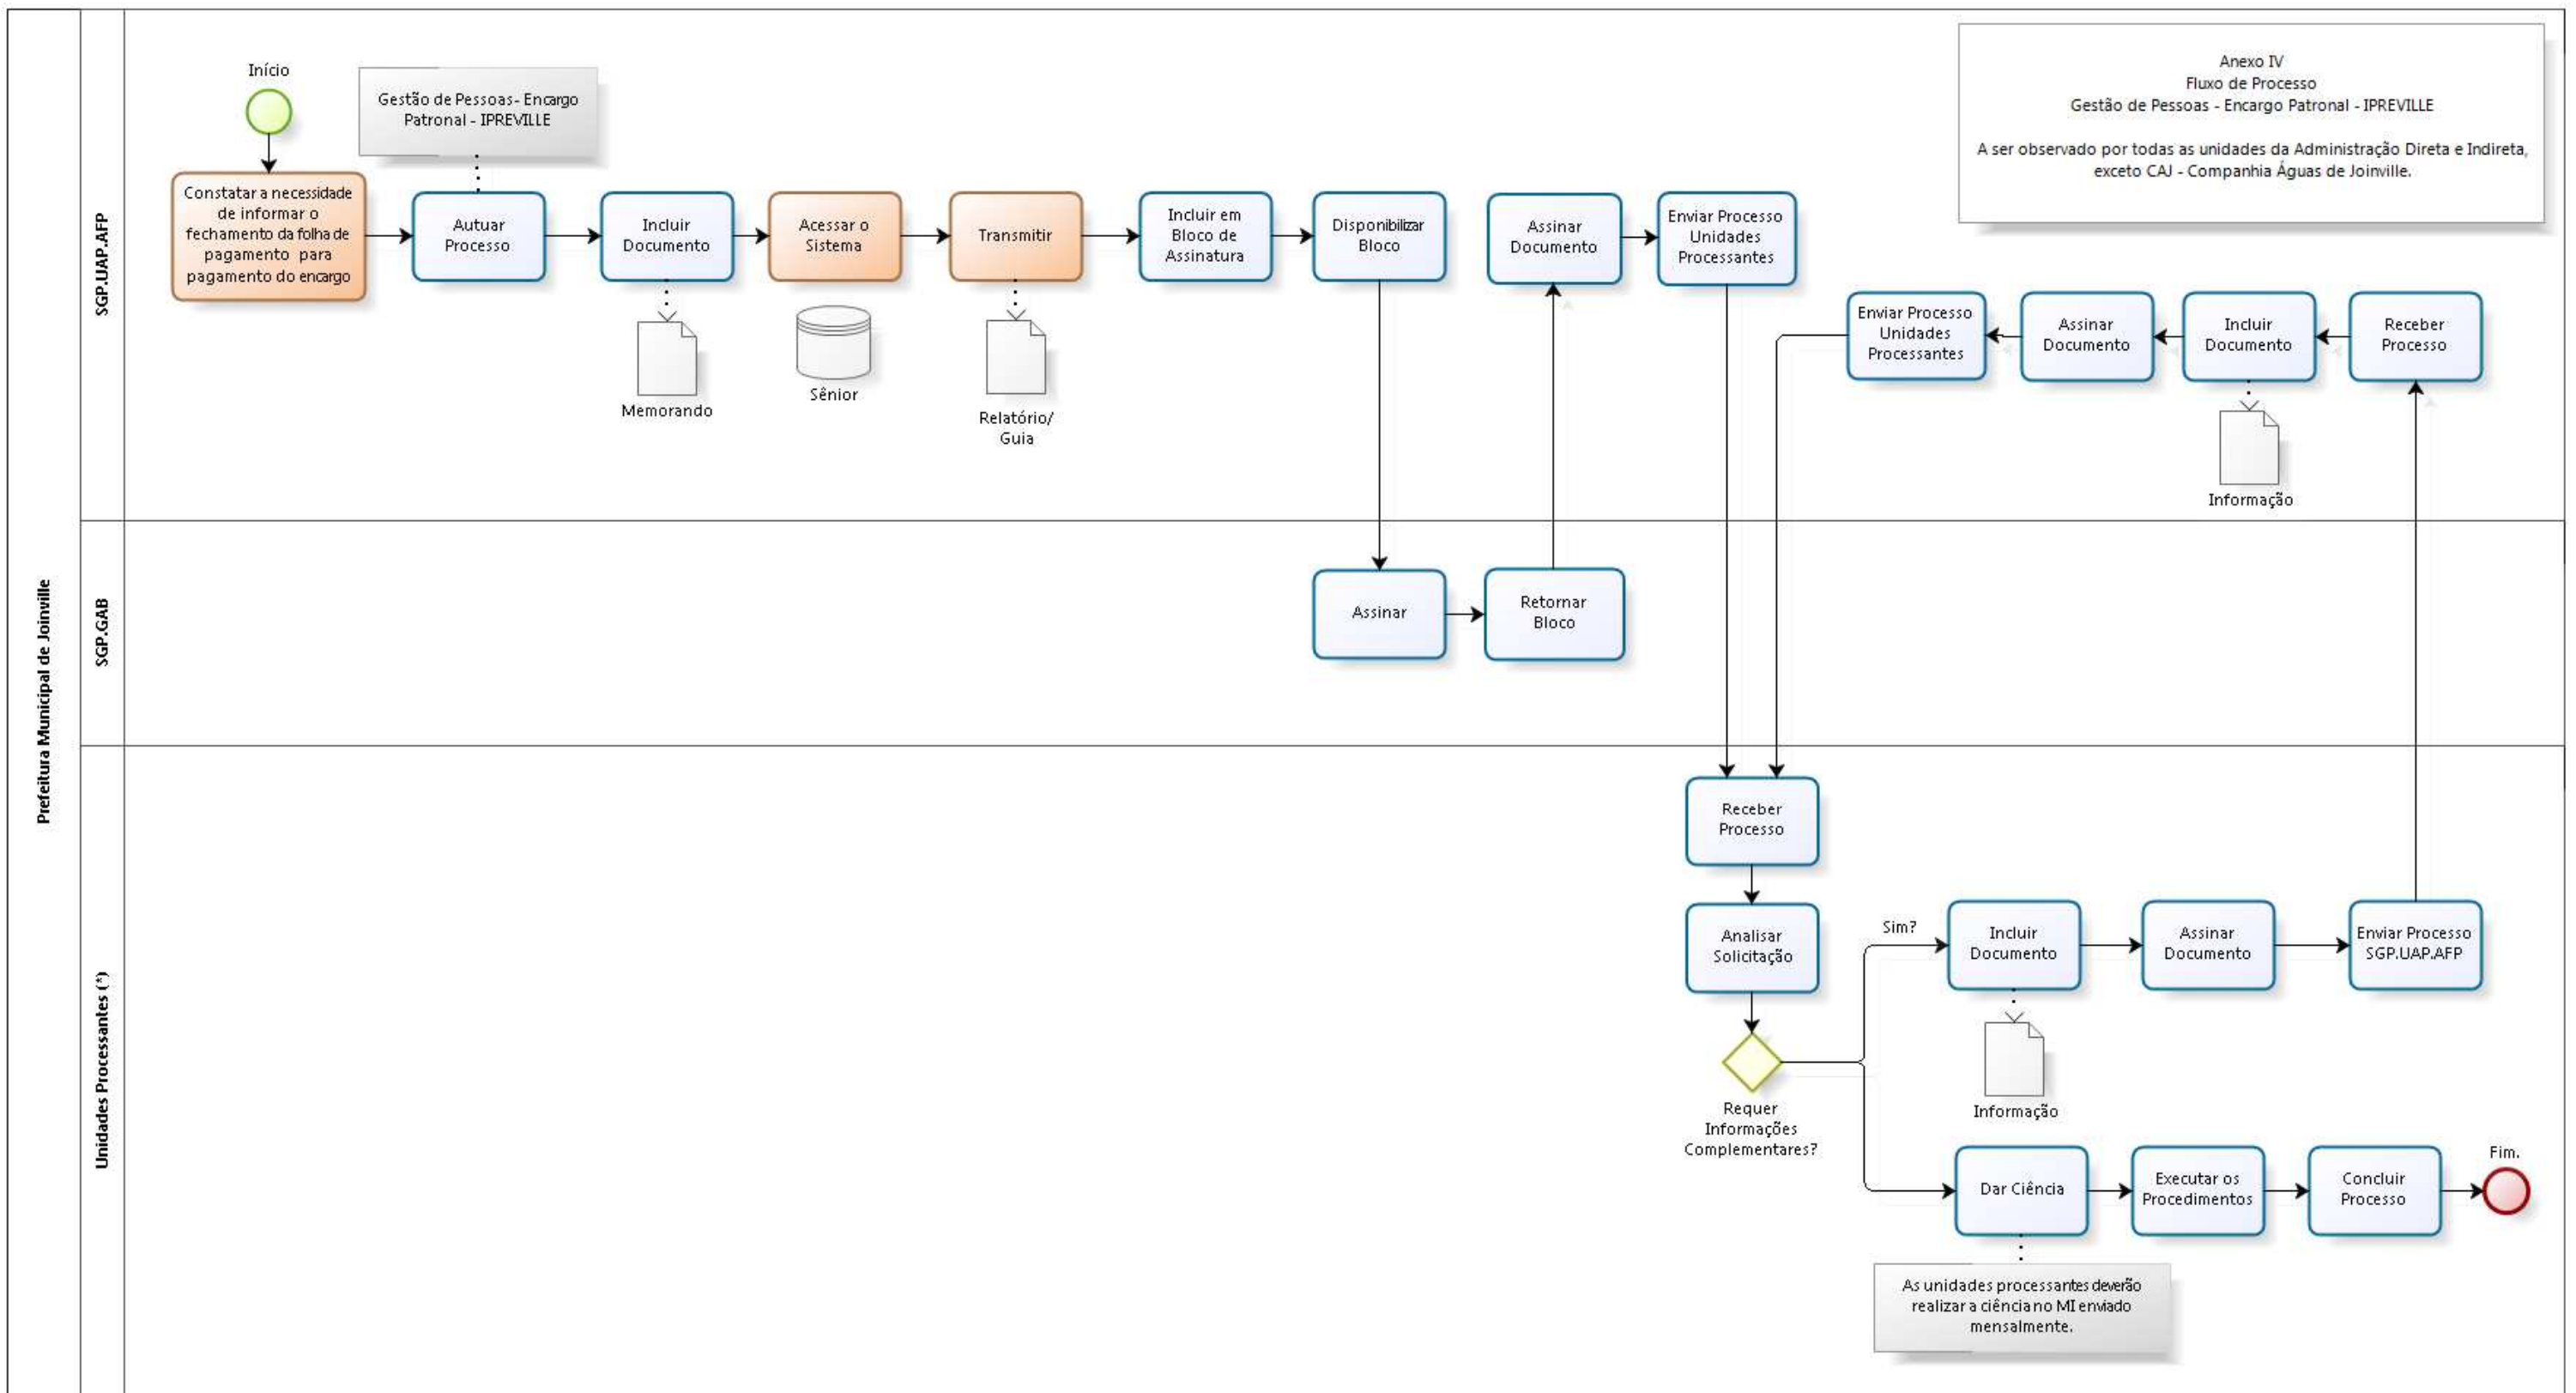 Prefeitura Municipal de Joinville
SGP.UAP.AFP
Início
Gestão de Pessoas- Encargo
Patronal - IPREVILLE
Anexo IV
Fluxo de Processo
Gestão de Pessoas - Encargo Patronal - IPREVILLE
A ser observado por todas as unidades da Administração Direta e Indireta,
exceto CAJ - Companhia Águas de Joinville.
Constatar a necessidade
de informar o
fechamento da folha de
pagamento para
pagamento do encargo
Autuar
Processo
Incluir
Documento
Memorando
Acessar o
Sistema
Sênior
Transmitir
Relatório/
Guia
Incluir em
Bloco de
Assinatura
Disponibilizar
Bloco
Assinar
Documento
Enviar Processo
Unidades
Processantes
Enviar Processo
Unidades
Processantes
Assinar
Documento
Incluir
Documento
Informação
Receber
Processo
SGP.GAB
Assinar
Retornar
Bloco
Unidades Processantes (*)
Receber
Processo
Analisar
Solicitação
Requer
Informações
Complementares?
Sim?
Incluir
Documento
Informação
Assinar
Documento
Enviar Processo
SGP.UAP.AFP
Dar Ciência
Executar os
Procedimentos
Concluir
Processo
Fim.
As unidades processantes deverão
realizar a ciência no MI enviado
mensalmente.